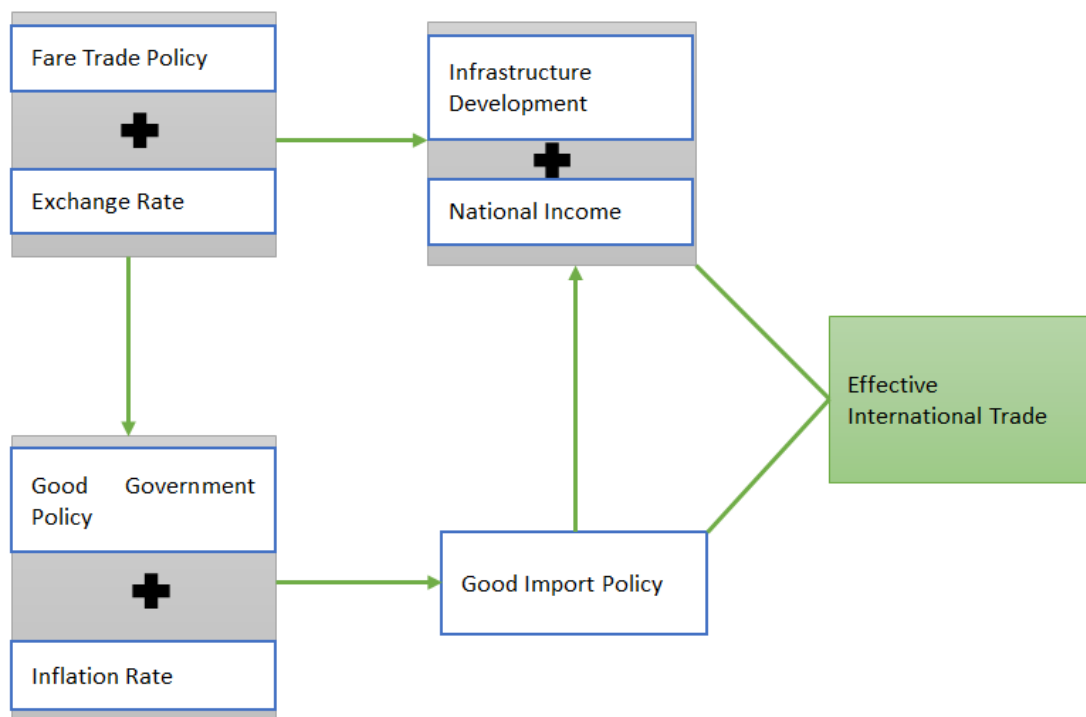 Fare Trade Policy
Exchange Rate
Infrastructure
Development
National Income
Effective
International Trade
Good Government
Policy
Inflation Rate
Good Import Policy